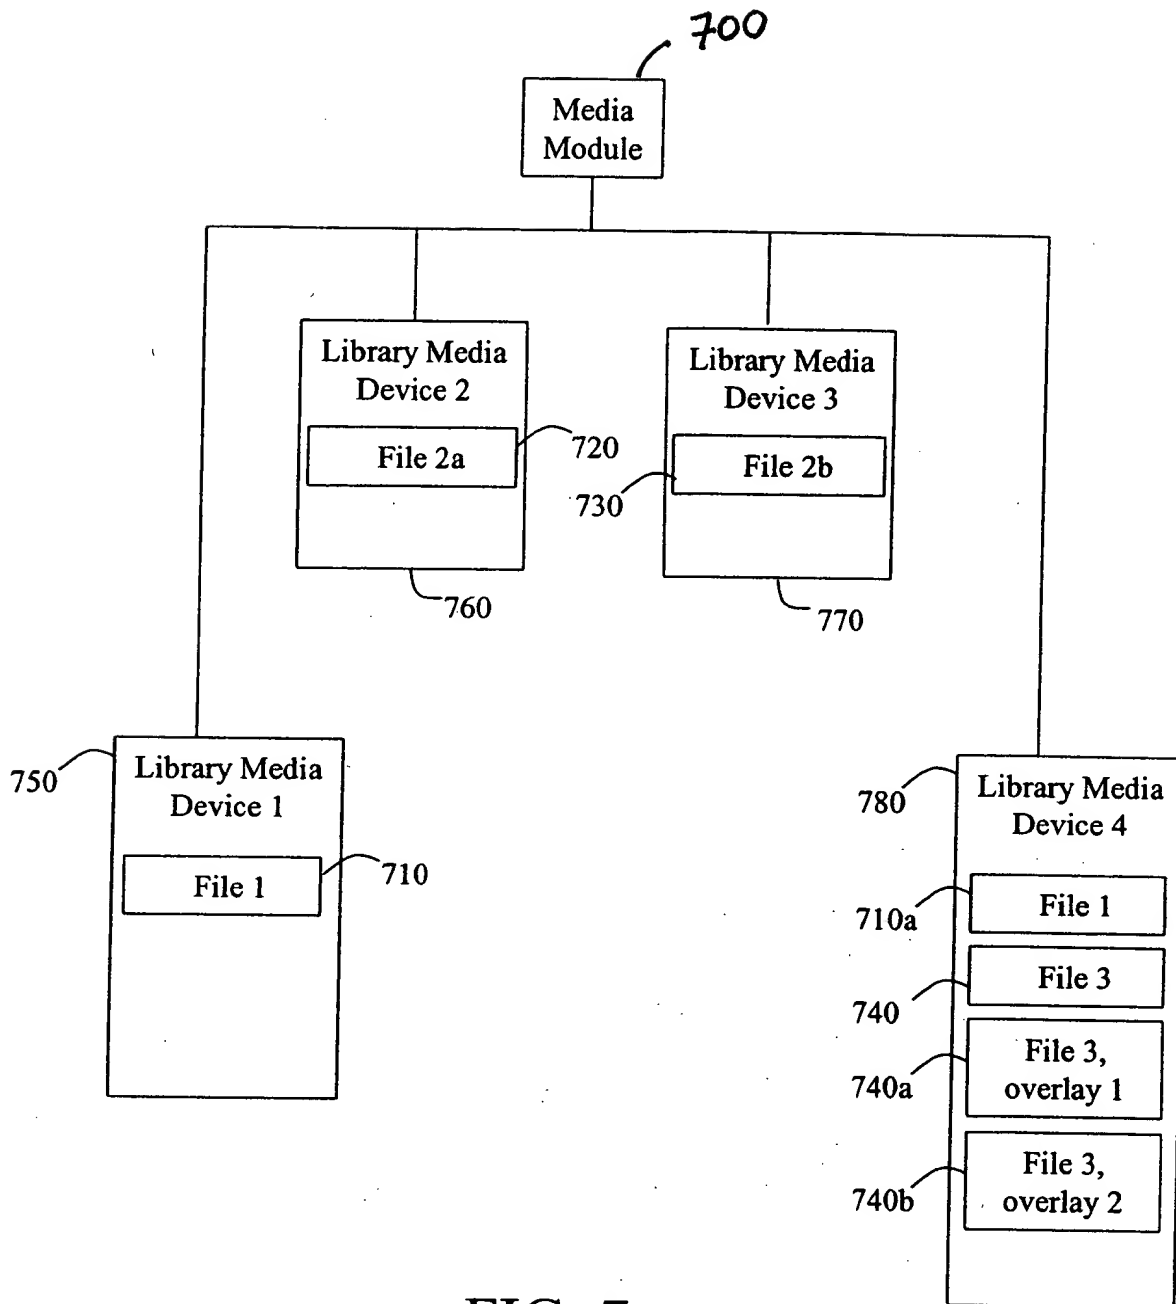 700
Media
Module
Library Media
Device 2
File 2a
720
760
Library Media
Device 3
File 2b
730
770
750
Library Media
Device 1
File 1
710
780
Library Media
Device 4
710a
File 1
740
File 3
740a
File 3,
overlay 1
740b
File 3,
overlay 2
FIG. 7